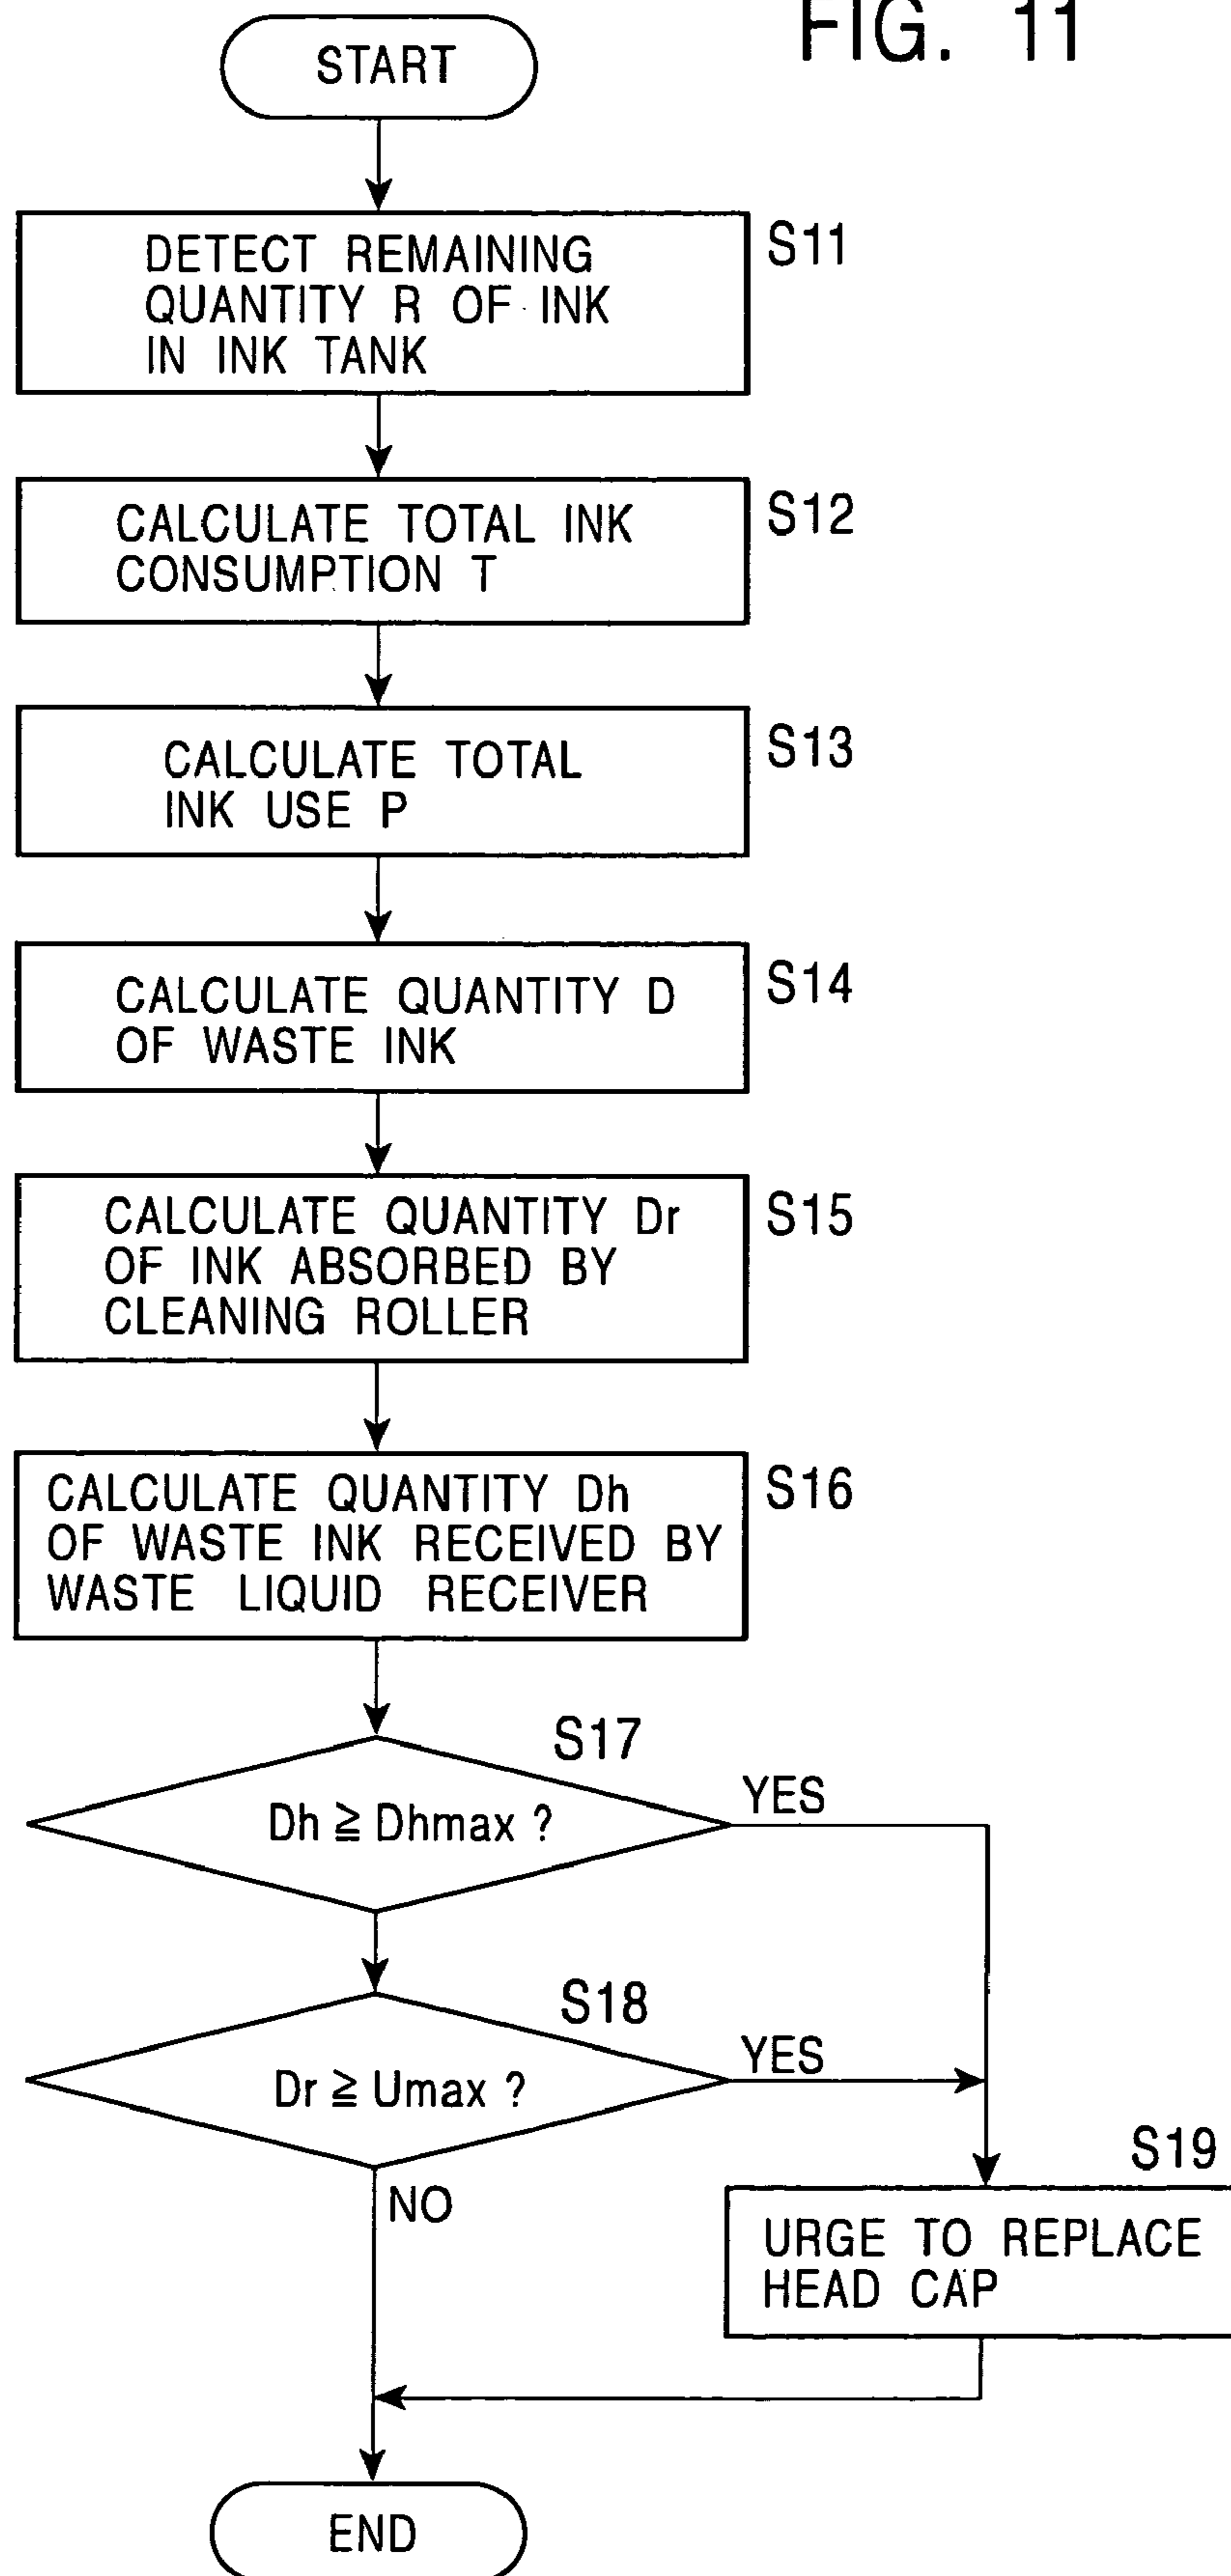 FIG. 11
START
S11
DETECT REMAINING
QUANTITY R OF INK
IN INK TANK
S12
CALCULATE TOTAL INK
CONSUMPTION T
S13
CALCULATE TOTAL
INK USE P
S14
CALCULATE QUANTITY D
OF WASTE INK
S15
CALCULATE QUANTITY Dr
OF INK ABSORBED BY
CLEANING ROLLER
S16
CALCULATE QUANTITY Dh
OF WASTE INK RECEIVED BY
WASTE LIQUID RECEIVER
S17
Dh ≧ Dhmax ?
YES
S18
Dr ≧ Umax ?
YES
NO
S19
URGE TO REPLACE
HEAD CAP
END